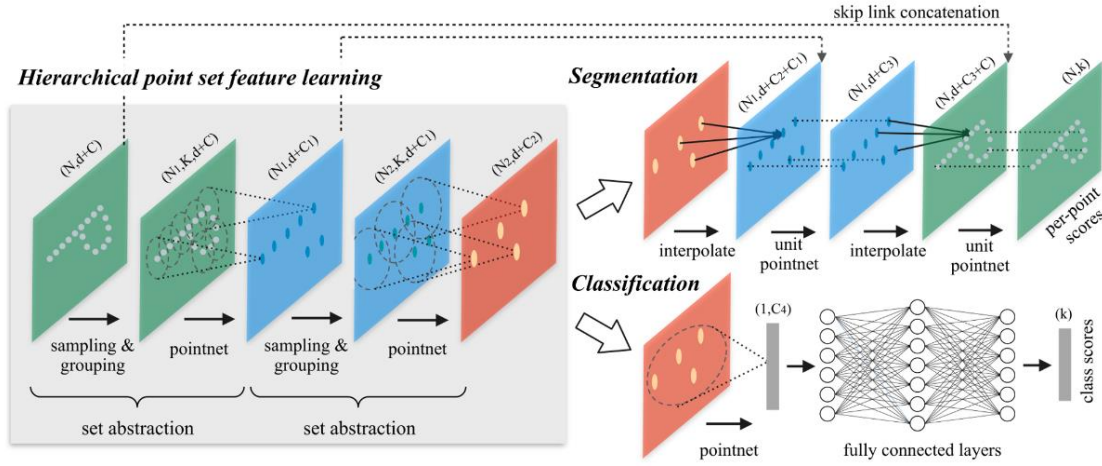 skip link concatenation
Hierarchical point set feature learning
(N,d+C)
(N1,K,d+C)
(N1,d+C1)
(N2,K,d+C1)
(N2,d+C2)
sampling &
grouping
pointnet
sampling &
grouping
pointnet
set abstraction
set abstraction
Segmentation
(N1,d+C2+C1)
(N1,d+C3)
(N,d+C3+C)
(N,k)
interpolate
unit
pointnet
interpolate
unit
pointnet
per-point
scores
Classification
(1,C4)
(k)
class scores
pointnet
fully connected layers